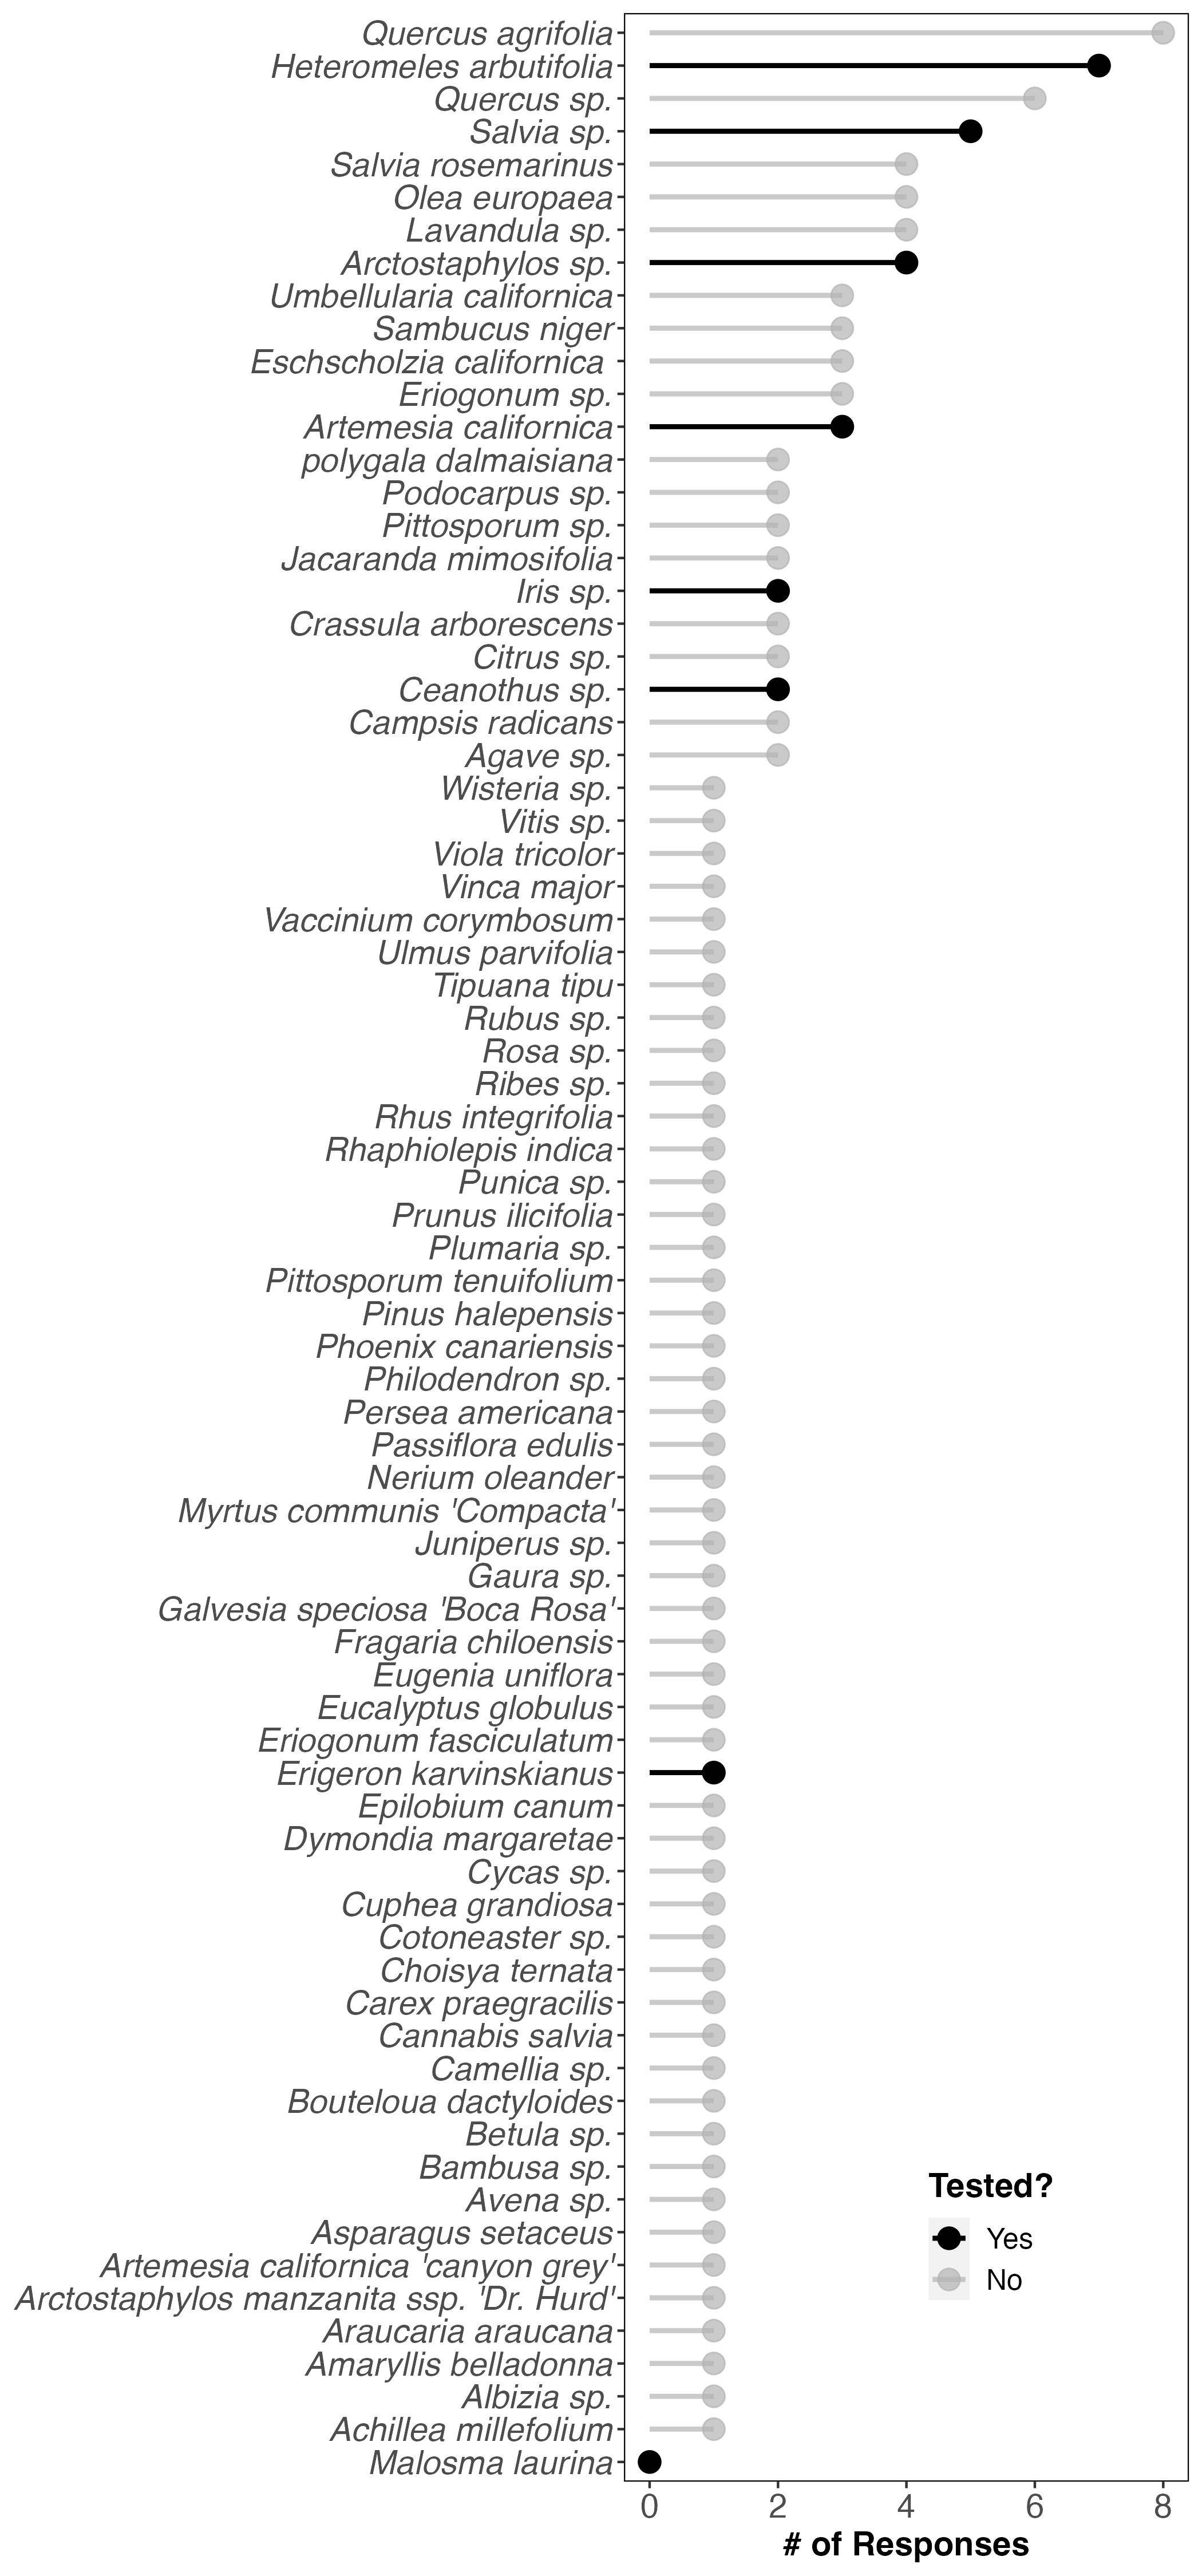 Quercus agrifolia
Heteromeles arbutifolia
Quercus sp.
Salvia sp.
Salvia rosemarinus
Olea europaea
Lavandula sp.
Arctostaphylos sp.
Umbellularia californica
Sambucus niger
Eschscholzia californica
Eriogonum sp.
Artemesia californica
polygala dalmaisiana
Podocarpus sp.
Pittosporum sp.
Jacaranda mimosifolia
Iris sp.
Crassula arborescens
Citrus sp.
Ceanothus sp.
Campsis radicans
Agave sp.
Wisteria sp.
Vitis sp.
Viola tricolor
Vinca major
Vaccinium corymbosum
Ulmus parvifolia
Tipuana tipu
Rubus sp.
Rosa sp.
Ribes sp.
Rhus integrifolia
Rhaphiolepis indica
Punica sp.
Prunus ilicifolia
Plumaria sp.
Pittosporum tenuifolium
Pinus halepensis
Phoenix canariensis
Philodendron sp.
Persea americana
Passiflora edulis
Nerium oleander
Myrtus communis 'Compacta'
Juniperus sp.
Gaura sp.
Galvesia speciosa 'Boca Rosa'
Fragaria chiloensis
Eugenia uniflora
Eucalyptus globulus
Eriogonum fasciculatum
Erigeron karvinskianus
Epilobium canum
Dymondia margaretae
Cycas sp.
Cuphea grandiosa
Cotoneaster sp.
Choisya ternata
Carex praegracilis
Cannabis salvia
Camellia sp.
Bouteloua dactyloides
Betula sp.
Bambusa sp.
Avena sp.
Asparagus setaceus
Artemesia californica 'canyon grey'
Arctostaphylos manzanita ssp. 'Dr. Hurd'
Araucaria araucana
Amaryllis belladonna
Albizia sp.
Achillea millefolium
Malosma laurina
Tested?
Yes
No
0 2 4 6 8
# of Responses